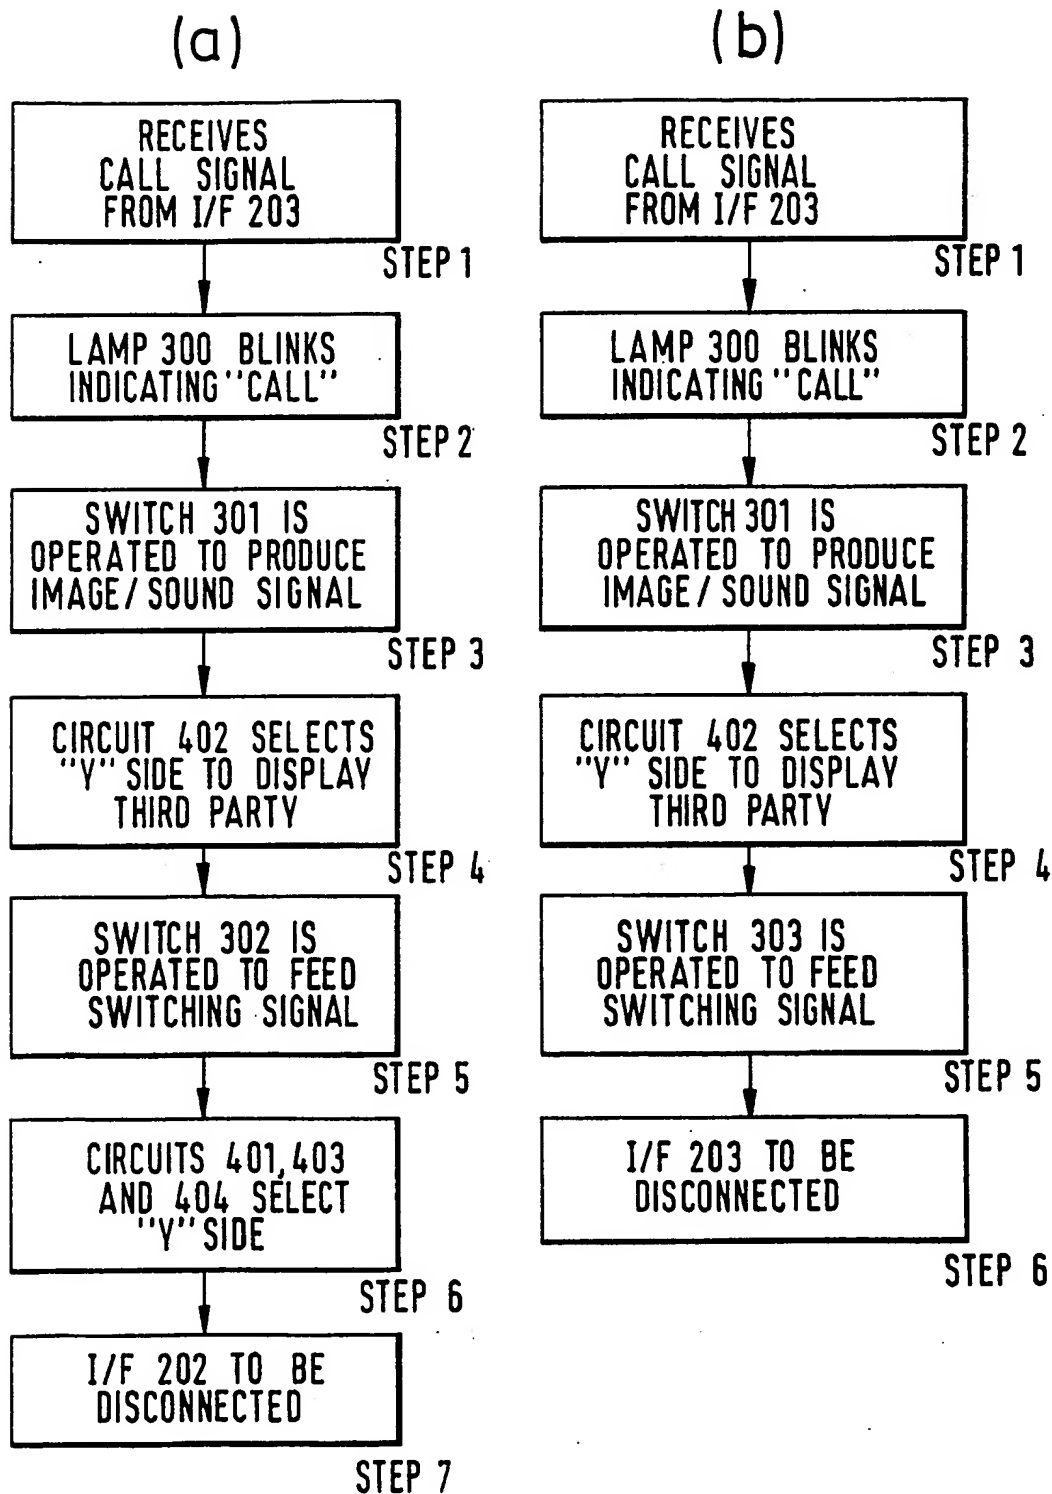 (a)
RECEIVES
CALL SIGNAL
FROM I/F 203
STEP 1
LAMP 300 BLINKS
INDICATING "CALL"
STEP 2
SWITCH 301 IS
OPERATED TO PRODUCE
IMAGE/SOUND SIGNAL
STEP 3
CIRCUIT 402 SELECTS
"Y" SIDE TO DISPLAY
THIRD PARTY
STEP 4
SWITCH 302 IS
OPERATED TO FEED
SWITCHING SIGNAL
STEP 5
CIRCUITS 401, 403
AND 404 SELECT
"Y" SIDE
STEP 6
I/F 202 TO BE
DISCONNECTED
STEP 7
(b)
RECEIVES
CALL SIGNAL
FROM I/F 203
STEP 1
LAMP 300 BLINKS
INDICATING "CALL"
STEP 2
SWITCH 301 IS
OPERATED TO PRODUCE
IMAGE/SOUND SIGNAL
STEP 3
CIRCUIT 402 SELECTS
"Y" SIDE TO DISPLAY
THIRD PARTY
STEP 4
SWITCH 303 IS
OPERATED TO FEED
SWITCHING SIGNAL
STEP 5
I/F 203 TO BE
DISCONNECTED
STEP 6